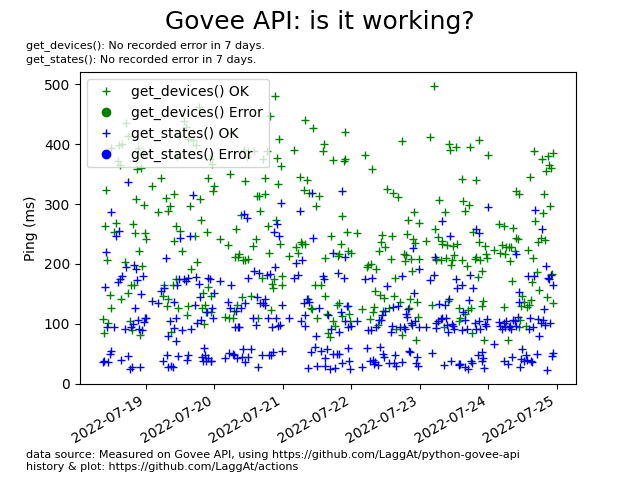 Govee API: is it working?
get_devices(): No recorded error in 7 days.
get_states(): No recorded error in 7 days.
get_devices() OK
get_devices() Error
get_states() OK
get_states() Error
500
400
300
200
100
0
Ping (ms)
2022-07-19
2022-07-20
2022-07-21
2022-07-22
2022-07-23
2022-07-24
2022-07-25
data source: Measured on Govee API, using https://github.com/LaggAt/python-govee-api
history & plot: https://github.com/LaggAt/actions